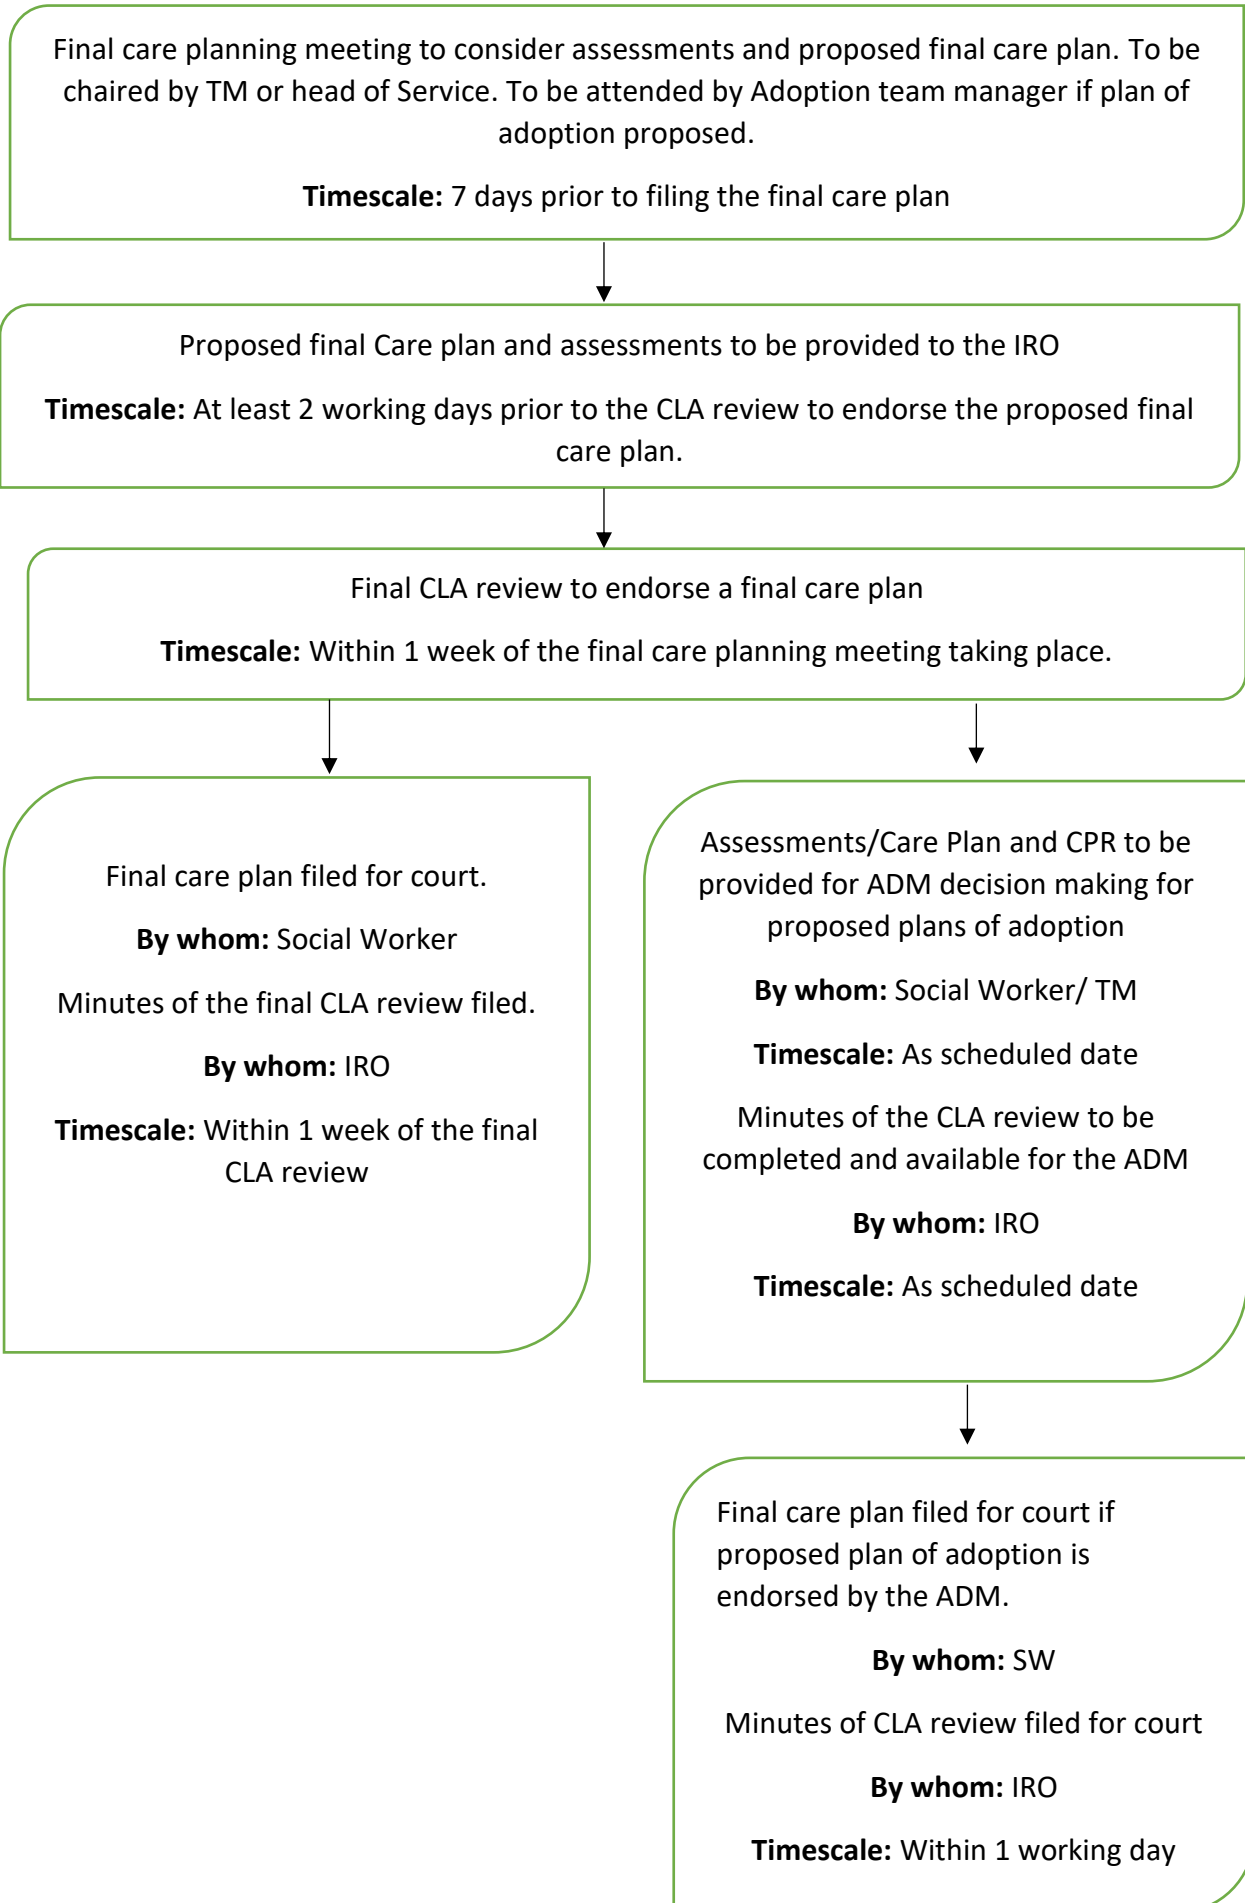 Final care planning meeting to consider assessments and proposed final care plan. To be
chaired by TM or head of Service. To be attended by Adoption team manager if plan of
adoption proposed.
Timescale: 7 days prior to filing the final care plan
Proposed final Care plan and assessments to be provided to the IRO
Timescale: At least 2 working days prior to the CLA review to endorse the proposed final
care plan.
Final CLA review to endorse a final care plan
Timescale: Within 1 week of the final care planning meeting taking place.
Final care plan filed for court.
By whom: Social Worker
Minutes of the final CLA review filed.
By whom: IRO
Timescale: Within 1 week of the final
CLA review
Assessments/Care Plan and CPR to be
provided for ADM decision making for
proposed plans of adoption
By whom: Social Worker/ TM
Timescale: As scheduled date
Minutes of the CLA review to be
completed and available for the ADM
By whom: IRO
Timescale: As scheduled date
Final care plan filed for court if
proposed plan of adoption is
endorsed by the ADM.
By whom: SW
Minutes of CLA review filed for court
By whom: IRO
Timescale: Within 1 working day